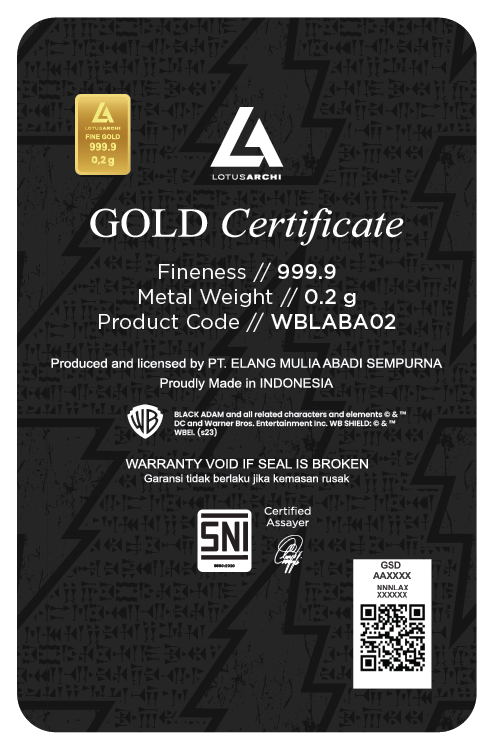 LOTUSARCHI
FINE GOLD
999.9
0,2 g
LOTUSARCHI
GOLD Certificate
Fineness // 999.9
Metal Weight // 0.2 g
Product Code // WBLABA02
Produced and licensed by PT. ELANG MULIA ABADI SEMPURNA
Proudly Made in INDONESIA
WB
BLACK ADAM and all related characters and elements © & ™
DC and Warner Bros. Entertainment Inc. WB SHIELD: © & ™
WBEI. (s23)
WARRANTY VOID IF SEAL IS BROKEN
Garansi tidak berlaku jika kemasan rusak
SNI
Certified
Assayer
GSD
AAXXXX
NNNLAX
XXXXXX